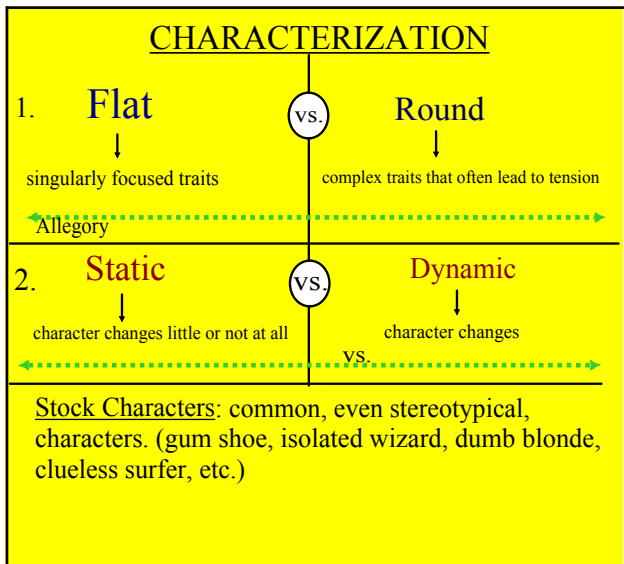 CHARACTERIZATION
1. Flat vs. Round
singularly focused traits
complex traits that often lead to tension
Allegory
2. Static vs. Dynamic
character changes little or not at all
character changes
vs.
Stock Characters: common, even stereotypical,
characters. (gum shoe, isolated wizard, dumb blonde,
clueless surfer, etc.)